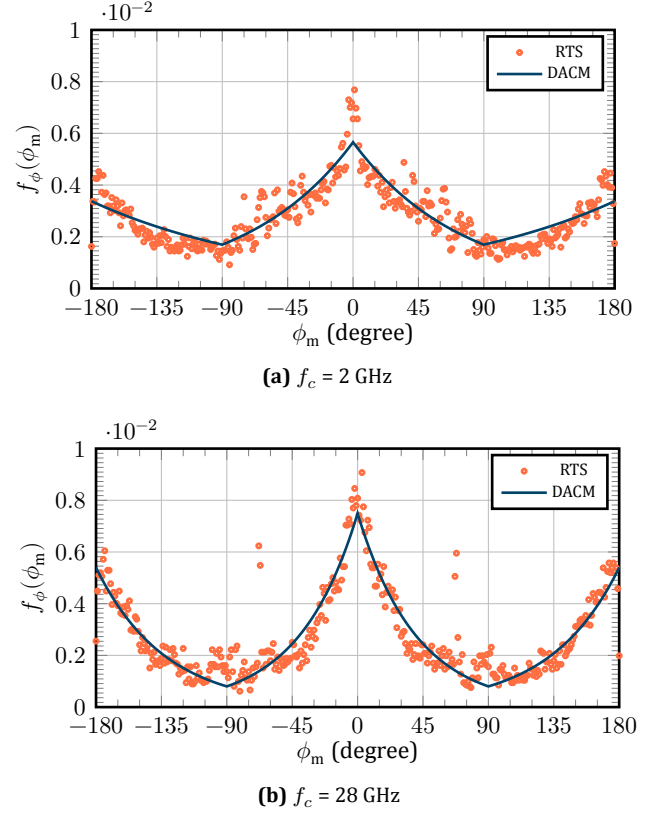 ·10⁻²
1
0.8
0.6
0.4
0.2
0
f_ϕ(ϕ_m)
RTS
DACM
−180 −135 −90 −45 0 45 90 135 180
ϕ_m (degree)
(a) f_c = 2 GHz
·10⁻²
1
0.8
0.6
0.4
0.2
0
f_ϕ(ϕ_m)
RTS
DACM
−180 −135 −90 −45 0 45 90 135 180
ϕ_m (degree)
(b) f_c = 28 GHz